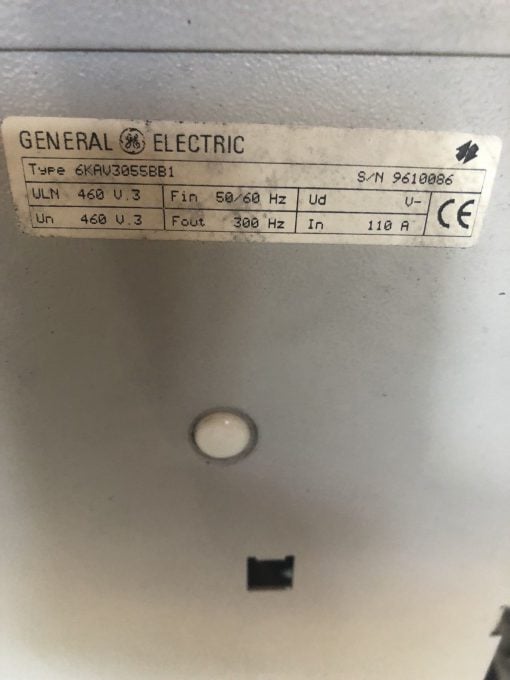 GENERAL GE ELECTRIC
Type 6KAV3055BB1 S/N 9610086
ULN 460 V.3 Fin 50/60 Hz Ud V-
Un 460 V.3 Fout 300 Hz In 110 A
CE